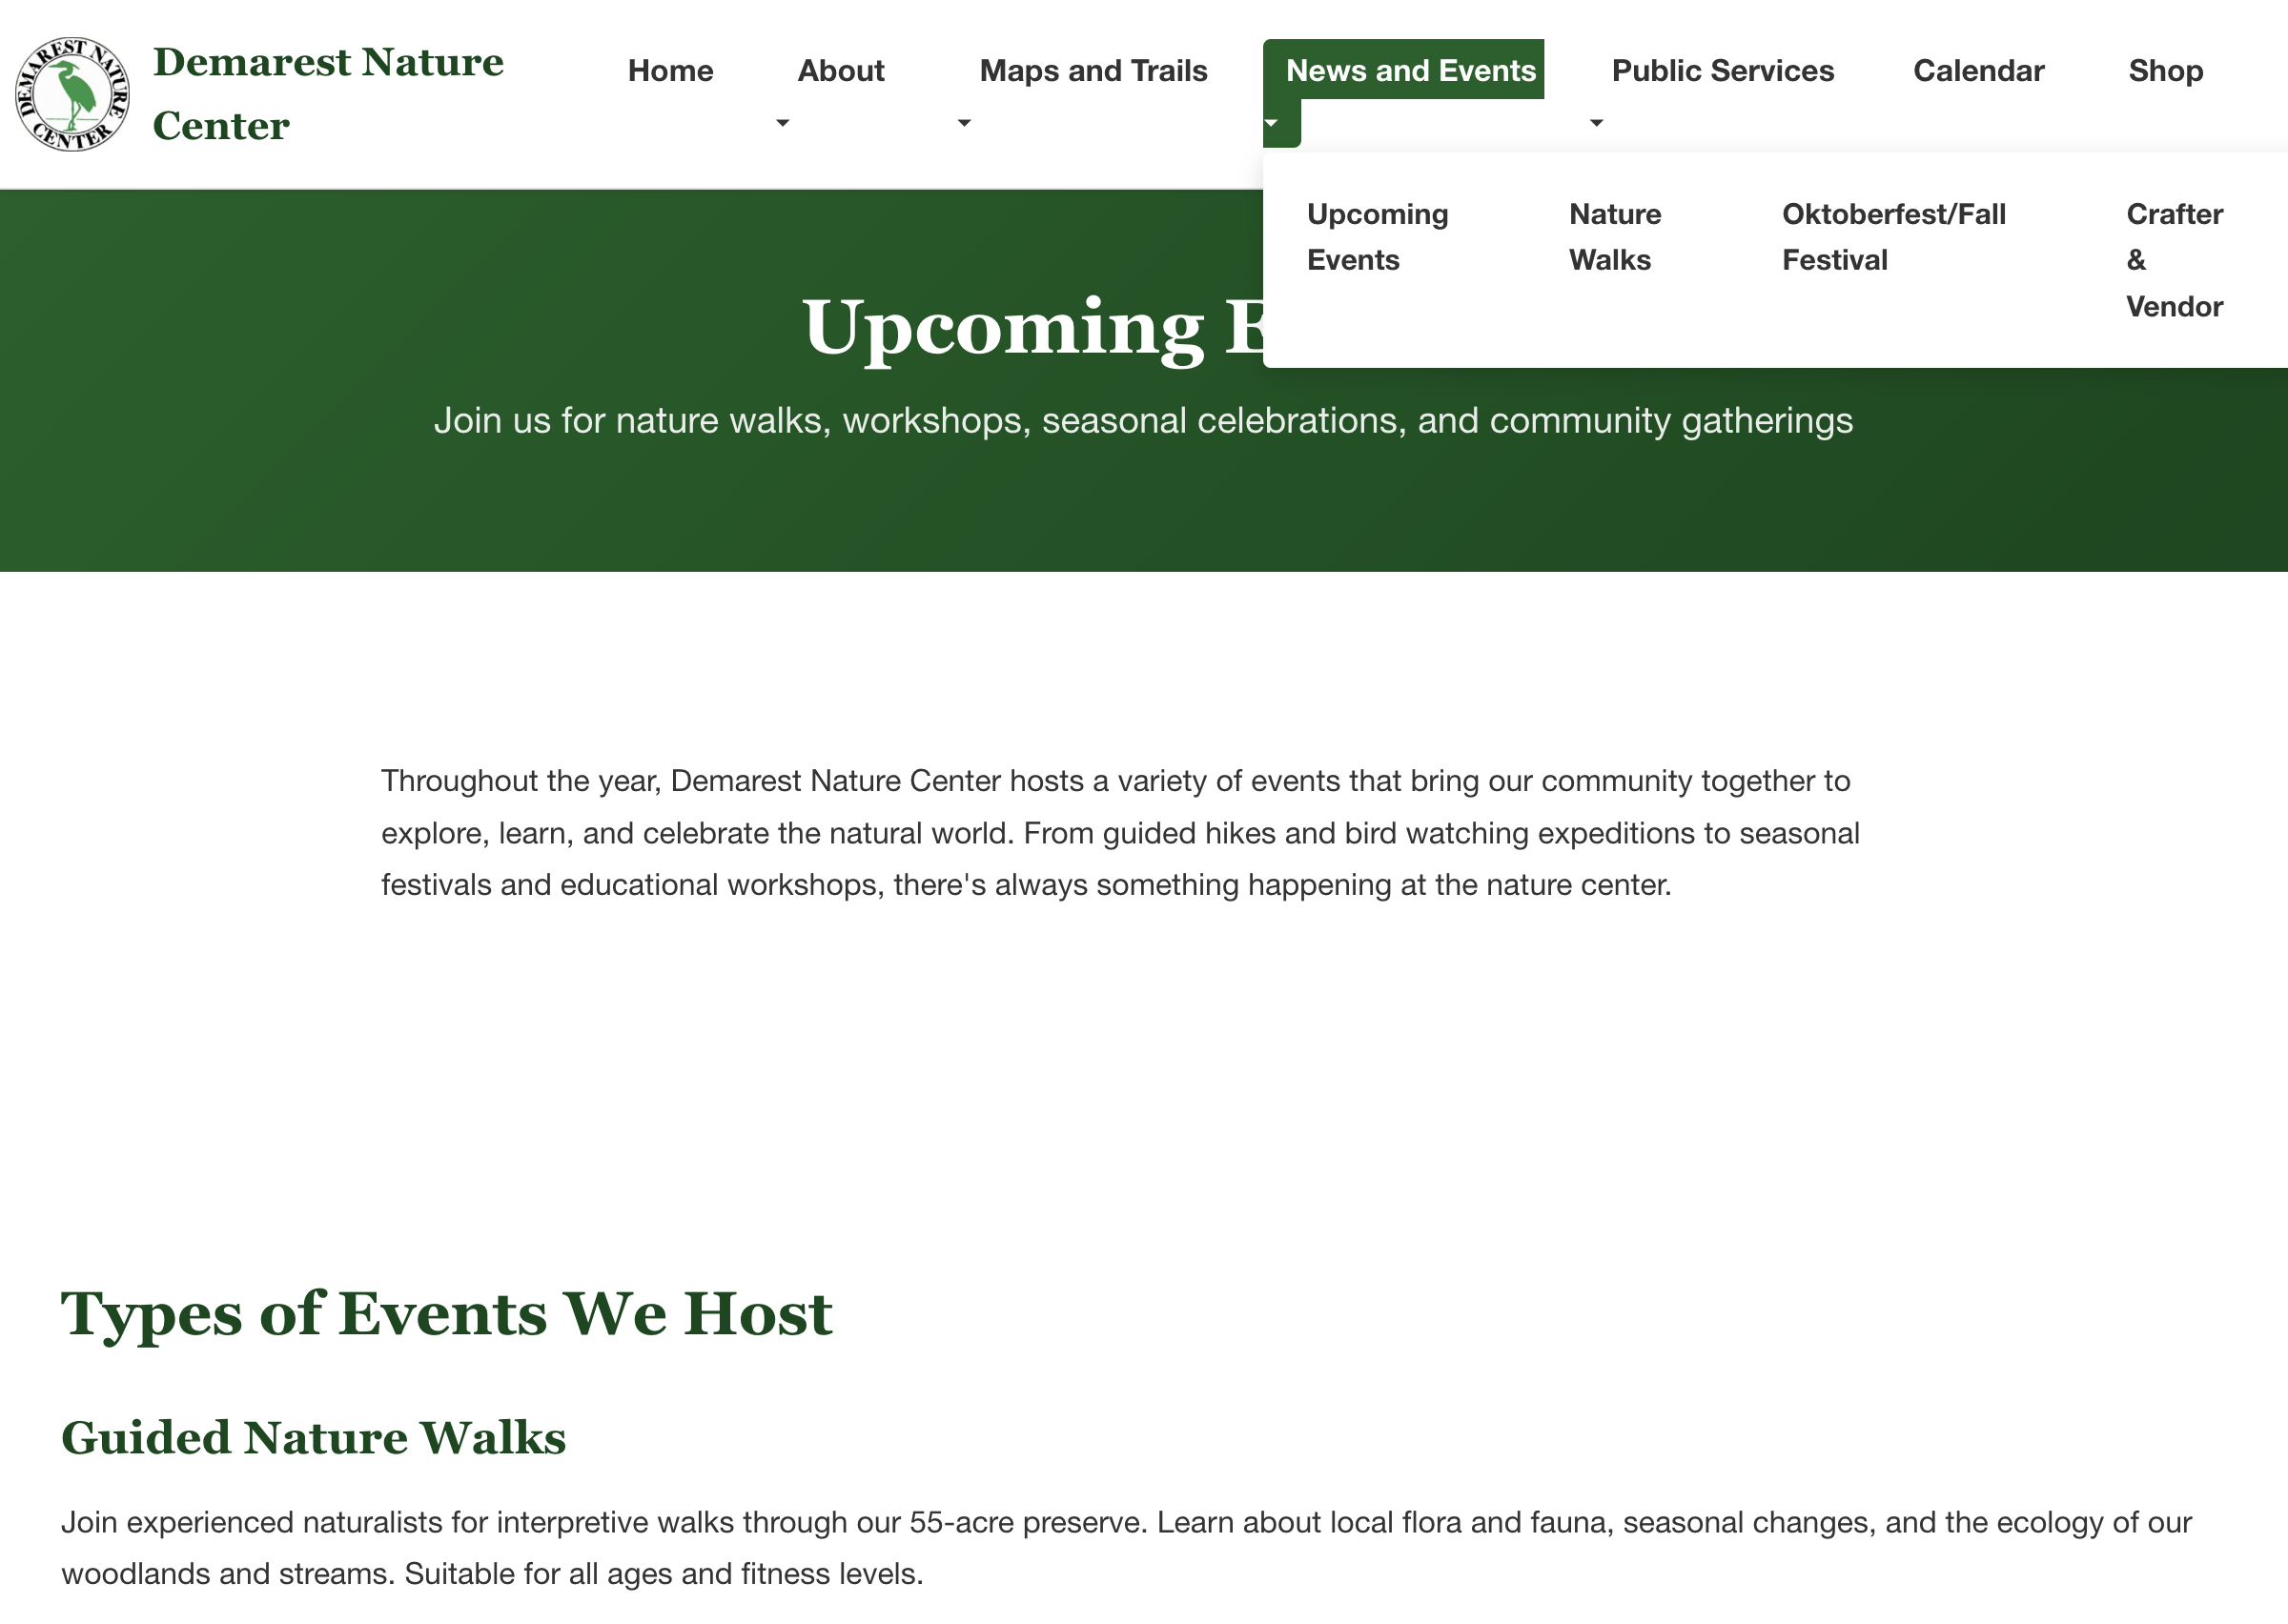 DEMAREST NATURE CENTER
Demarest Nature
Center
Home
About
Maps and Trails
News and Events
Public Services
Calendar
Shop
Upcoming
Events
Nature
Walks
Oktoberfest/Fall
Festival
Crafter
&
Vendor
Upcoming E
Join us for nature walks, workshops, seasonal celebrations, and community gatherings
Throughout the year, Demarest Nature Center hosts a variety of events that bring our community together to
explore, learn, and celebrate the natural world. From guided hikes and bird watching expeditions to seasonal
festivals and educational workshops, there's always something happening at the nature center.
Types of Events We Host
Guided Nature Walks
Join experienced naturalists for interpretive walks through our 55-acre preserve. Learn about local flora and fauna, seasonal changes, and the ecology of our
woodlands and streams. Suitable for all ages and fitness levels.